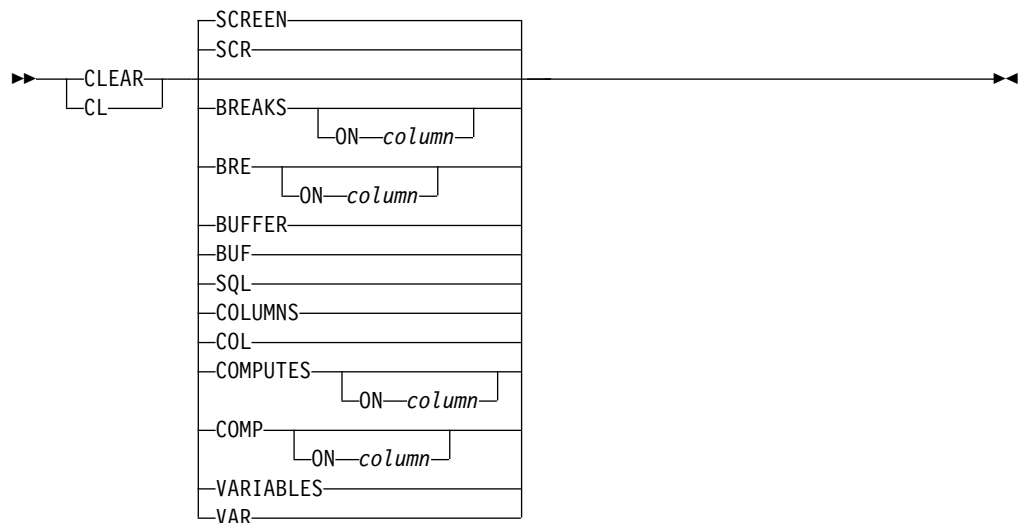 SCREEN
SCR
CLEAR
CL
BREAKS
ON column
BRE
ON column
BUFFER
BUF
SQL
COLUMNS
COL
COMPUTES
ON column
COMP
ON column
VARIABLES
VAR